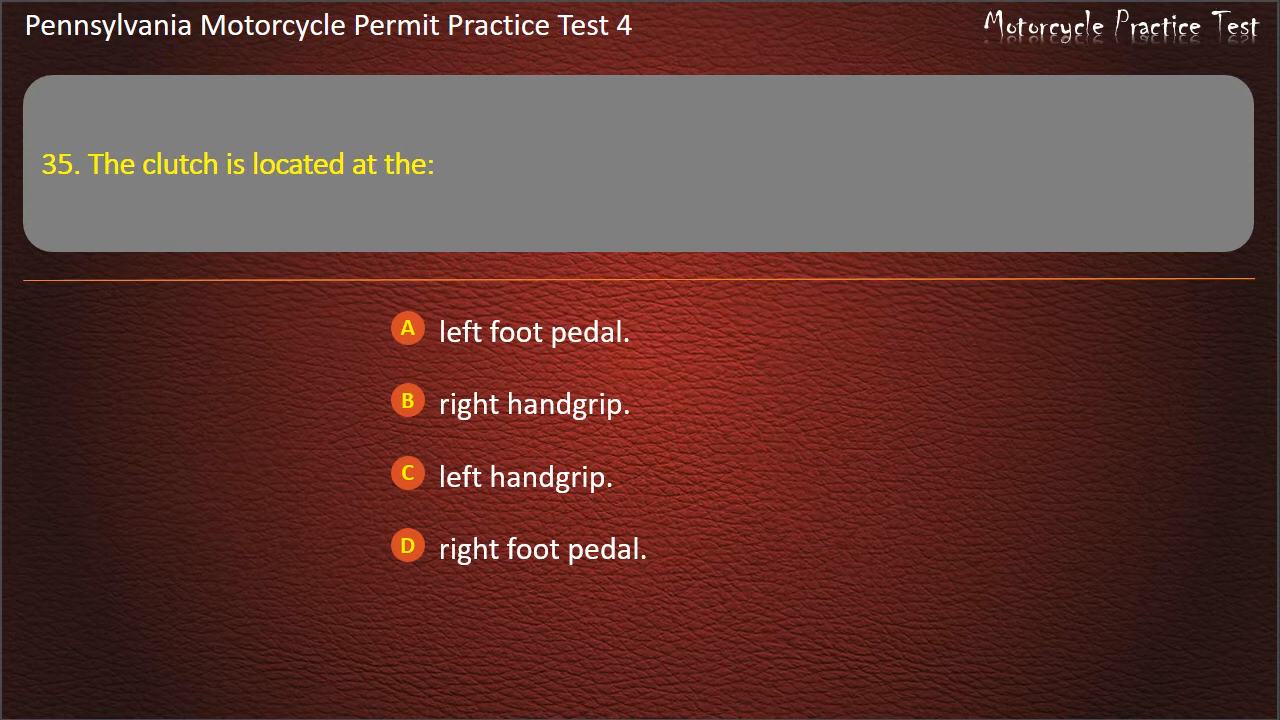 Pennsylvania Motorcycle Permit Practice Test 4
Motorcycle Practice Test
35. The clutch is located at the:
A left foot pedal.
B right handgrip.
C left handgrip.
D right foot pedal.